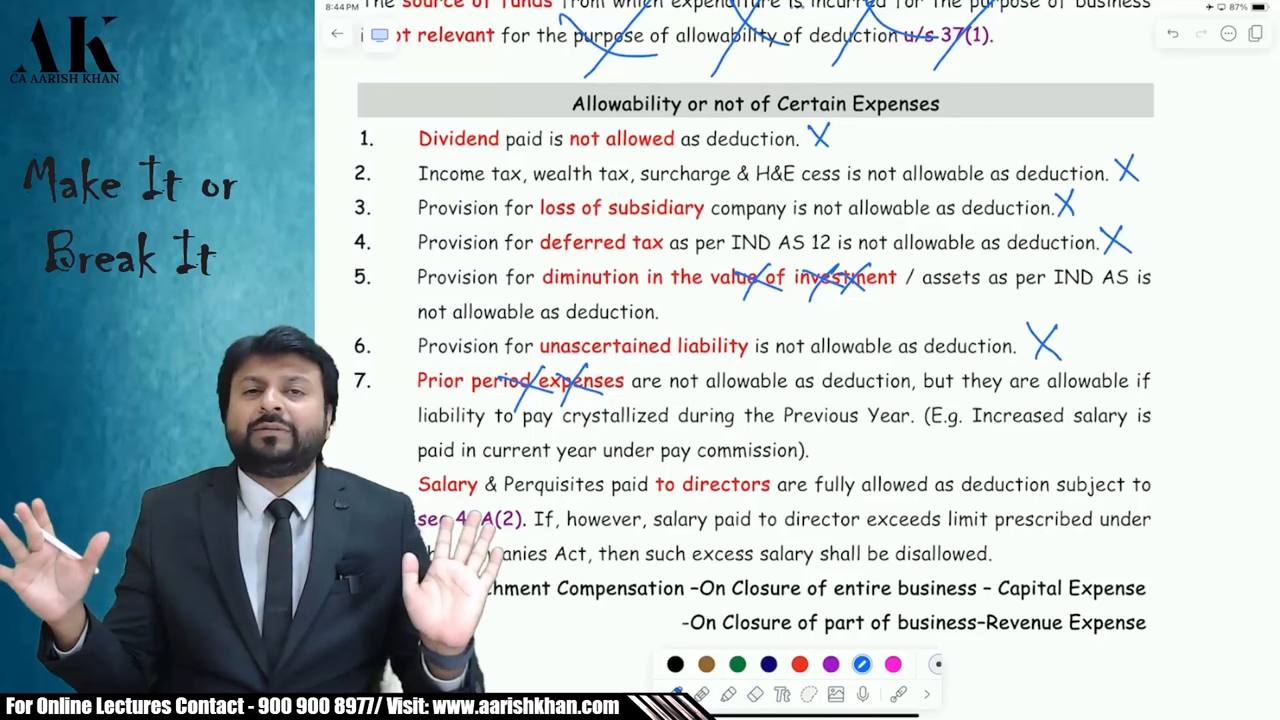 8:44 PM
87%
The source of funds from which expenditure is incurred for the purpose of business
ot relevant for the purpose of allowability of deduction u/s 37(1).
AK
CA AARISH KHAN
Make It or
Break It
Allowability or not of Certain Expenses
1. Dividend paid is not allowed as deduction. X
2. Income tax, wealth tax, surcharge & H&E cess is not allowable as deduction. X
3. Provision for loss of subsidiary company is not allowable as deduction. X
4. Provision for deferred tax as per IND AS 12 is not allowable as deduction. X
5. Provision for diminution in the value of investment / assets as per IND AS is
not allowable as deduction.
6. Provision for unascertained liability is not allowable as deduction. X
7. Prior period expenses are not allowable as deduction, but they are allowable if
liability to pay crystallized during the Previous Year. (E.g. Increased salary is
paid in current year under pay commission).
Salary & Perquisites paid to directors are fully allowed as deduction subject to
A(2). If, however, salary paid to director exceeds limit prescribed under
anies Act, then such excess salary shall be disallowed.
chment Compensation –On Closure of entire business – Capital Expense
-On Closure of part of business–Revenue Expense
Tt
For Online Lectures Contact - 900 900 8977/ Visit: www.aarishkhan.com